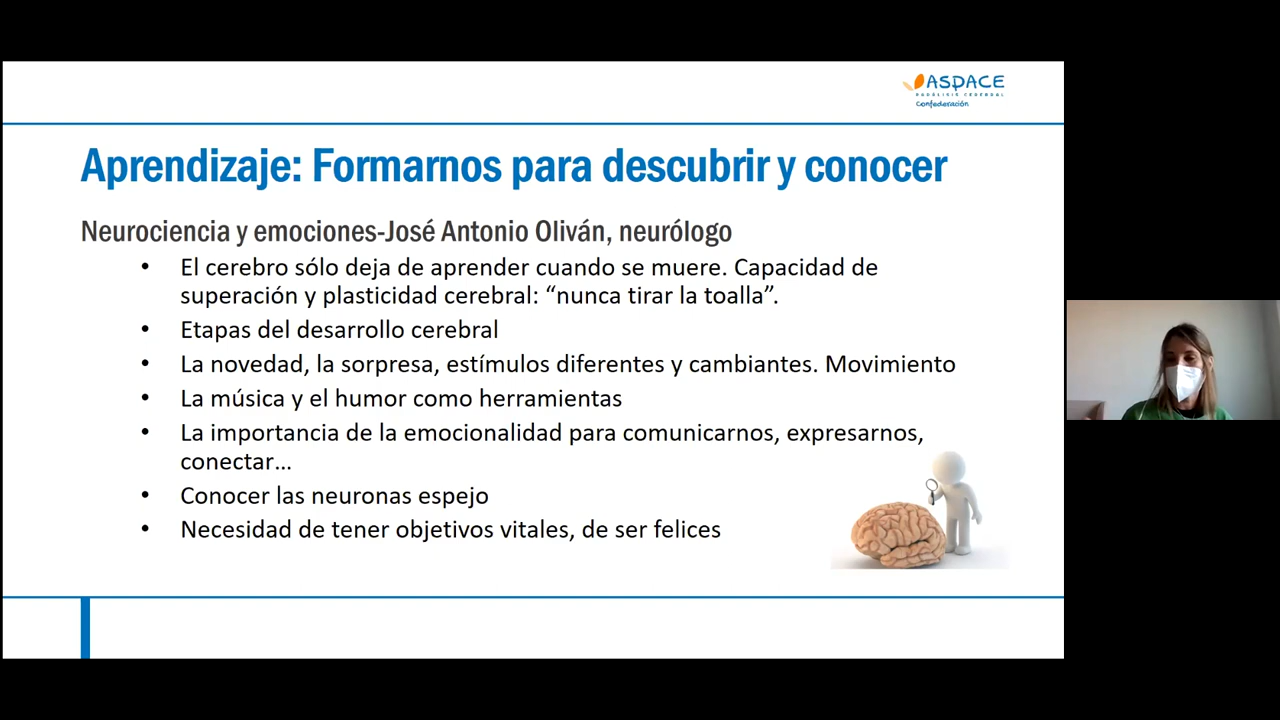 ASPACE
PARÁLISIS CEREBRAL
Confederación
Aprendizaje: Formarnos para descubrir y conocer
Neurociencia y emociones-José Antonio Oliván, neurólogo
• El cerebro sólo deja de aprender cuando se muere. Capacidad de
superación y plasticidad cerebral: “nunca tirar la toalla”.
• Etapas del desarrollo cerebral
• La novedad, la sorpresa, estímulos diferentes y cambiantes. Movimiento
• La música y el humor como herramientas
• La importancia de la emocionalidad para comunicarnos, expresarnos,
conectar…
• Conocer las neuronas espejo
• Necesidad de tener objetivos vitales, de ser felices